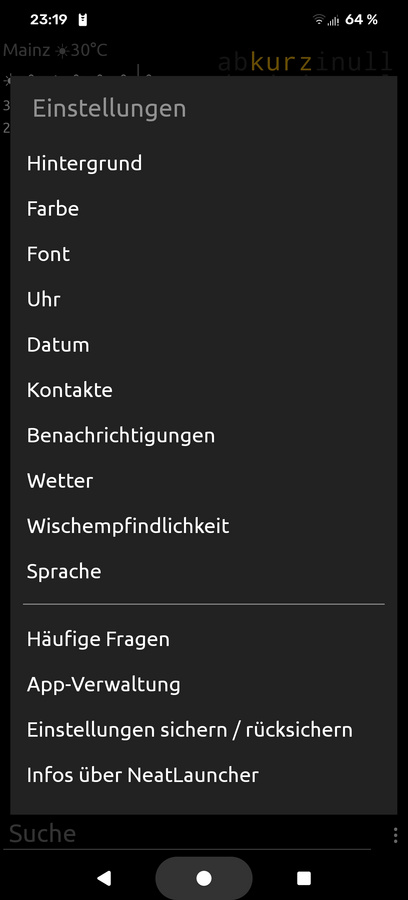 23:19 64 %
Mainz ☀30°C
abkurzinull
Einstellungen
Hintergrund
Farbe
Font
Uhr
Datum
Kontakte
Benachrichtigungen
Wetter
Wischempfindlichkeit
Sprache
Häufige Fragen
App-Verwaltung
Einstellungen sichern / rücksichern
Infos über NeatLauncher
Suche